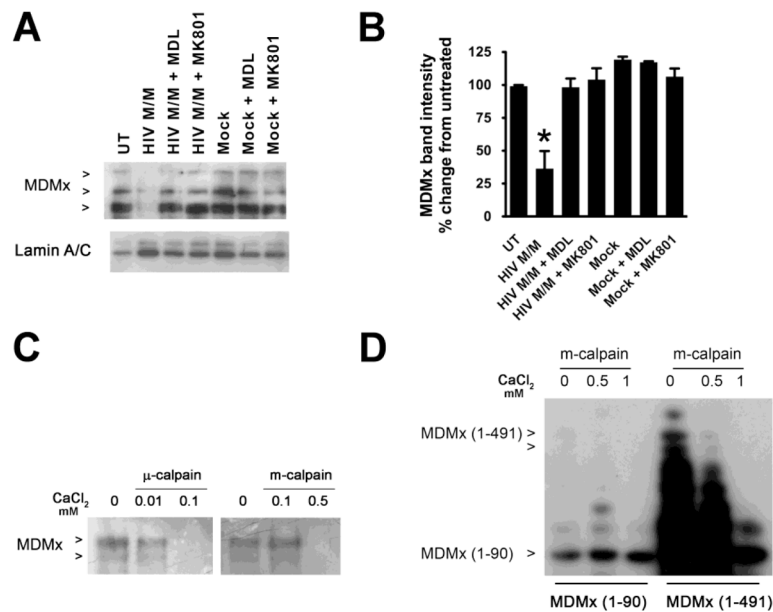 A
UT
HIV M/M
HIV M/M + MDL
HIV M/M + MK801
Mock
Mock + MDL
Mock + MK801
MDMx
>
>
>
Lamin A/C
B
MDMx band intensity
% change from untreated
125
100
75
50
25
0
*
UT
HIV M/M
HIV M/M + MDL
HIV M/M + MK801
Mock
Mock + MDL
Mock + MK801
C
μ-calpain m-calpain
CaCl₂
mM
0 0.01 0.1 0 0.1 0.5
MDMx
>
>
D
m-calpain m-calpain
CaCl₂
mM
0 0.5 1 0 0.5 1
MDMx (1-491) >
>
MDMx (1-90) >
MDMx (1-90) MDMx (1-491)